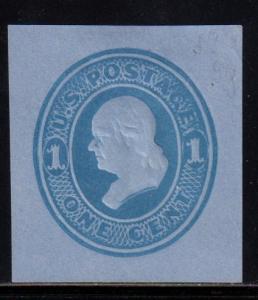 U.S. POSTAGE
1 1
ONE CENT